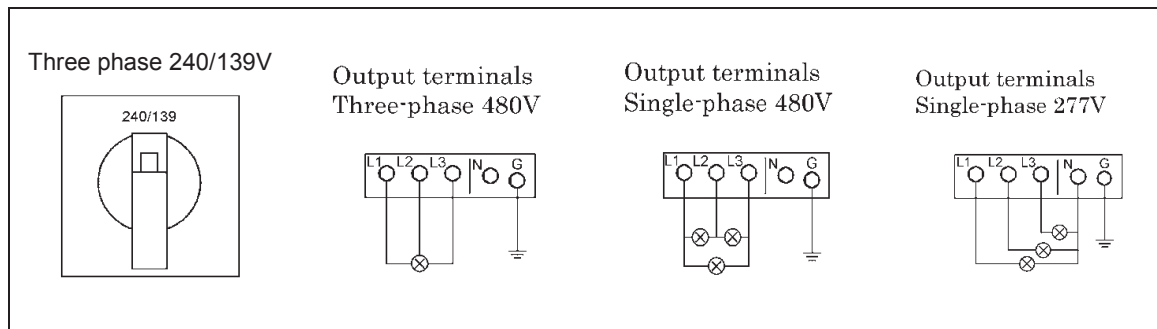 Three phase 240/139V
240/139
Output terminals
Three-phase 480V
L1 L2 L3 N G
Output terminals
Single-phase 480V
L1 L2 L3 N G
Output terminals
Single-phase 277V
L1 L2 L3 N G